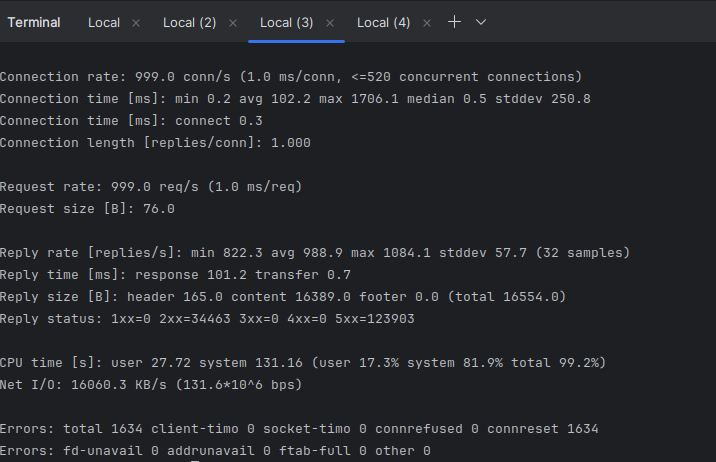 Terminal Local × Local (2) × Local (3) × Local (4) ×
Connection rate: 999.0 conn/s (1.0 ms/conn, <=520 concurrent connections)
Connection time [ms]: min 0.2 avg 102.2 max 1706.1 median 0.5 stddev 250.8
Connection time [ms]: connect 0.3
Connection length [replies/conn]: 1.000
Request rate: 999.0 req/s (1.0 ms/req)
Request size [B]: 76.0
Reply rate [replies/s]: min 822.3 avg 988.9 max 1084.1 stddev 57.7 (32 samples)
Reply time [ms]: response 101.2 transfer 0.7
Reply size [B]: header 165.0 content 16389.0 footer 0.0 (total 16554.0)
Reply status: 1xx=0 2xx=34463 3xx=0 4xx=0 5xx=123903
CPU time [s]: user 27.72 system 131.16 (user 17.3% system 81.9% total 99.2%)
Net I/O: 16060.3 KB/s (131.6*10^6 bps)
Errors: total 1634 client-timo 0 socket-timo 0 connrefused 0 connreset 1634
Errors: fd-unavail 0 addrunavail 0 ftab-full 0 other 0